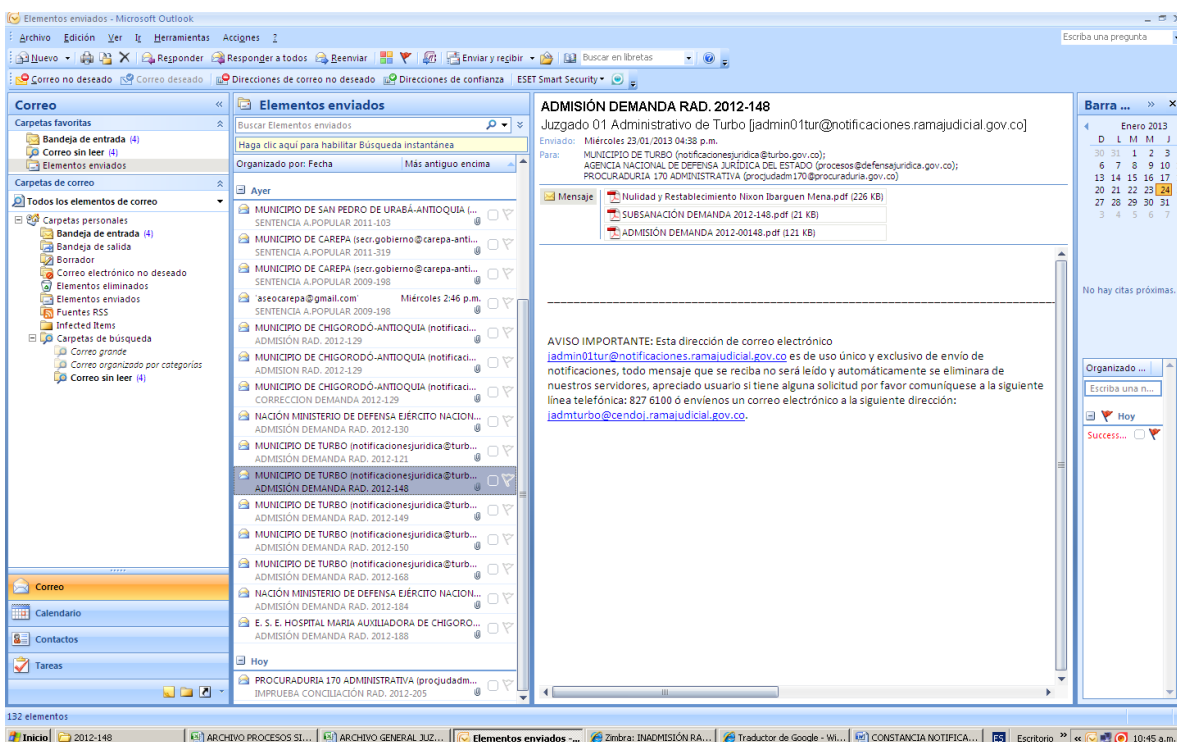 Elementos enviados - Microsoft Outlook
Archivo Edición Ver Ir Herramientas Acciones ?
Escriba una pregunta
Nuevo Responder Responder a todos Reenviar Enviar y recibir Buscar en libretas
Correo no deseado Correo deseado Direcciones de correo no deseado Direcciones de confianza ESET Smart Security
Correo
Carpetas favoritas
Bandeja de entrada (4)
Correo sin leer (4)
Elementos enviados
Carpetas de correo
Todos los elementos de correo
Carpetas personales
Bandeja de entrada (4)
Bandeja de salida
Borrador
Correo electrónico no deseado
Elementos eliminados
Elementos enviados
Fuentes RSS
Infected Items
Carpetas de búsqueda
Correo grande
Correo organizado por categorías
Correo sin leer (4)
Correo
Calendario
Contactos
Tareas
Elementos enviados
Buscar Elementos enviados
Haga clic aquí para habilitar Búsqueda instantánea
Organizado por: Fecha Más antiguo encima
Ayer
MUNICIPIO DE SAN PEDRO DE URABÁ-ANTIOQUIA (...
SENTENCIA A.POPULAR 2011-103
MUNICIPIO DE CAREPA (secr.gobierno@carepa-anti...
SENTENCIA A.POPULAR 2011-319
MUNICIPIO DE CAREPA (secr.gobierno@carepa-anti...
SENTENCIA A.POPULAR 2009-198
'aseocarepa@gmail.com' Miércoles 2:46 p.m.
SENTENCIA A.POPULAR 2009-198
MUNICIPIO DE CHIGORODÓ-ANTIOQUIA (notificaci...
ADMISIÓN RAD. 2012-129
MUNICIPIO DE CHIGORODÓ-ANTIOQUIA (notificaci...
ADMISION RAD. 2012-129
MUNICIPIO DE CHIGORODÓ-ANTIOQUIA (notificaci...
CORRECCION DEMANDA 2012-129
NACIÓN MINISTERIO DE DEFENSA EJÉRCITO NACION...
ADMISIÓN DEMANDA RAD. 2012-130
MUNICIPIO DE TURBO (notificacionesjuridica@turb...
ADMISIÓN DEMANDA RAD. 2012-121
MUNICIPIO DE TURBO (notificacionesjuridica@turb...
ADMISIÓN DEMANDA RAD. 2012-148
MUNICIPIO DE TURBO (notificacionesjuridica@turb...
ADMISIÓN DEMANDA RAD. 2012-149
MUNICIPIO DE TURBO (notificacionesjuridica@turb...
ADMISIÓN DEMANDA RAD. 2012-150
MUNICIPIO DE TURBO (notificacionesjuridica@turb...
ADMISIÓN DEMANDA RAD. 2012-168
NACIÓN MINISTERIO DE DEFENSA EJÉRCITO NACION...
ADMISIÓN DEMANDA RAD. 2012-184
E. S. E. HOSPITAL MARIA AUXILIADORA DE CHIGORO...
ADMISIÓN DEMANDA RAD. 2012-188
Hoy
PROCURADURIA 170 ADMINISTRATIVA (procjudadm...
IMPRUEBA CONCILIACIÓN RAD. 2012-205
ADMISIÓN DEMANDA RAD. 2012-148
Juzgado 01 Administrativo de Turbo [jadmin01tur@notificaciones.ramajudicial.gov.co]
Enviado: Miércoles 23/01/2013 04:38 p.m.
Para: MUNICIPIO DE TURBO (notificacionesjuridica@turbo.gov.co);
AGENCIA NACIONAL DE DEFENSA JURÍDICA DEL ESTADO (procesos@defensajuridica.gov.co);
PROCURADURIA 170 ADMINISTRATIVA (procjudadm170@procuraduria.gov.co)
Mensaje Nulidad y Restablecimiento Nixon Ibarguen Mena.pdf (226 KB)
SUBSANACIÓN DEMANDA 2012-148.pdf (21 KB)
ADMISIÓN DEMANDA 2012-00148.pdf (121 KB)
AVISO IMPORTANTE: Esta dirección de correo electrónico
jadmin01tur@notificaciones.ramajudicial.gov.co es de uso único y exclusivo de envío de
notificaciones, todo mensaje que se reciba no será leído y automáticamente se eliminara de
nuestros servidores, apreciado usuario si tiene alguna solicitud por favor comuníquese a la siguiente
línea telefónica: 827 6100 ó envíenos un correo electrónico a la siguiente dirección:
jadmturbo@cendoj.ramajudicial.gov.co.
Barra ...
Enero 2013
D L M M J
30 31 1 2 3
6 7 8 9 10
13 14 15 16 17
20 21 22 23 24
27 28 29 30 31
3 4 5 6 7
No hay citas próximas.
Organizado ...
Escriba una n...
Hoy
Success...
132 elementos
Inicio 2012-148 ARCHIVO PROCESOS SI... ARCHIVO GENERAL JUZ... Elementos enviados -... Zimbra: INADMISIÓN RA... Traductor de Google - Wi... CONSTANCIA NOTIFICA... ES Escritorio 10:45 a.m.